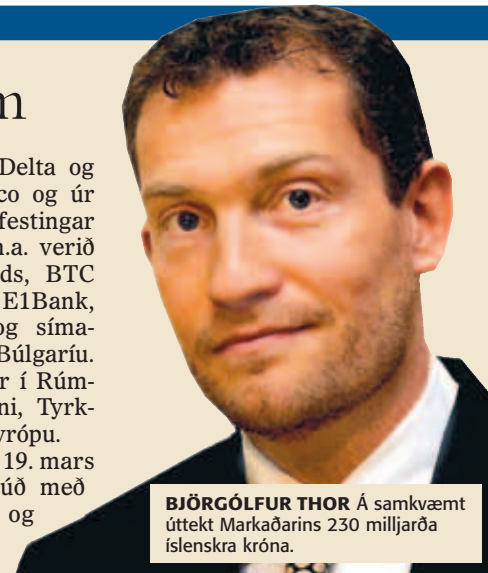 m
Delta og
co og úr
festingar
n.a. verið
ds, BTC
E1Bank,
og síma-
Búlgaríu.
r í Rúm-
ni, Tyrk-
vrópu.
19. mars
úð með
og
BJÖRGÓLFUR THOR Á samkvæmt
úttekt Markaðarins 230 milljarða
íslenskra króna.